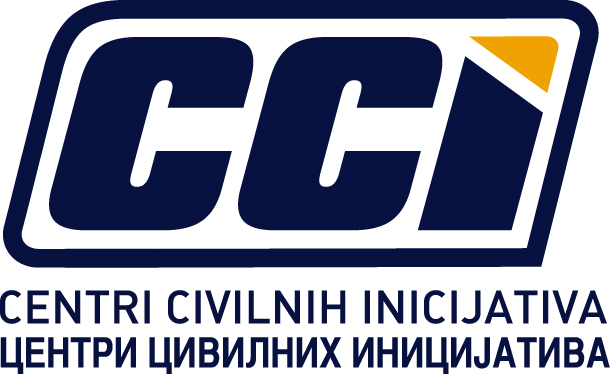 CCI
CENTRI CIVILNIH INICIJATIVA
ЦЕНТРИ ЦИВИЛНИХ ИНИЦИЈАТИВА